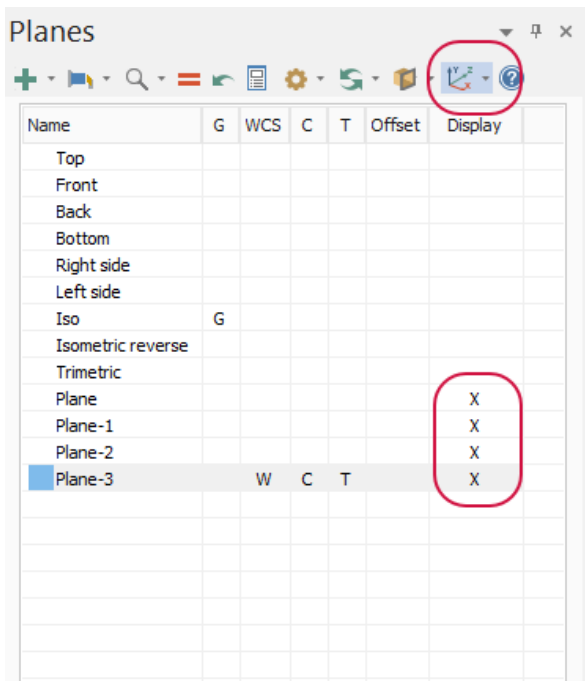 Planes
Y Z X ?
Name G WCS C T Offset Display
Top
Front
Back
Bottom
Right side
Left side
Iso G
Isometric reverse
Trimetric
Plane X
Plane-1 X
Plane-2 X
Plane-3 W C T X